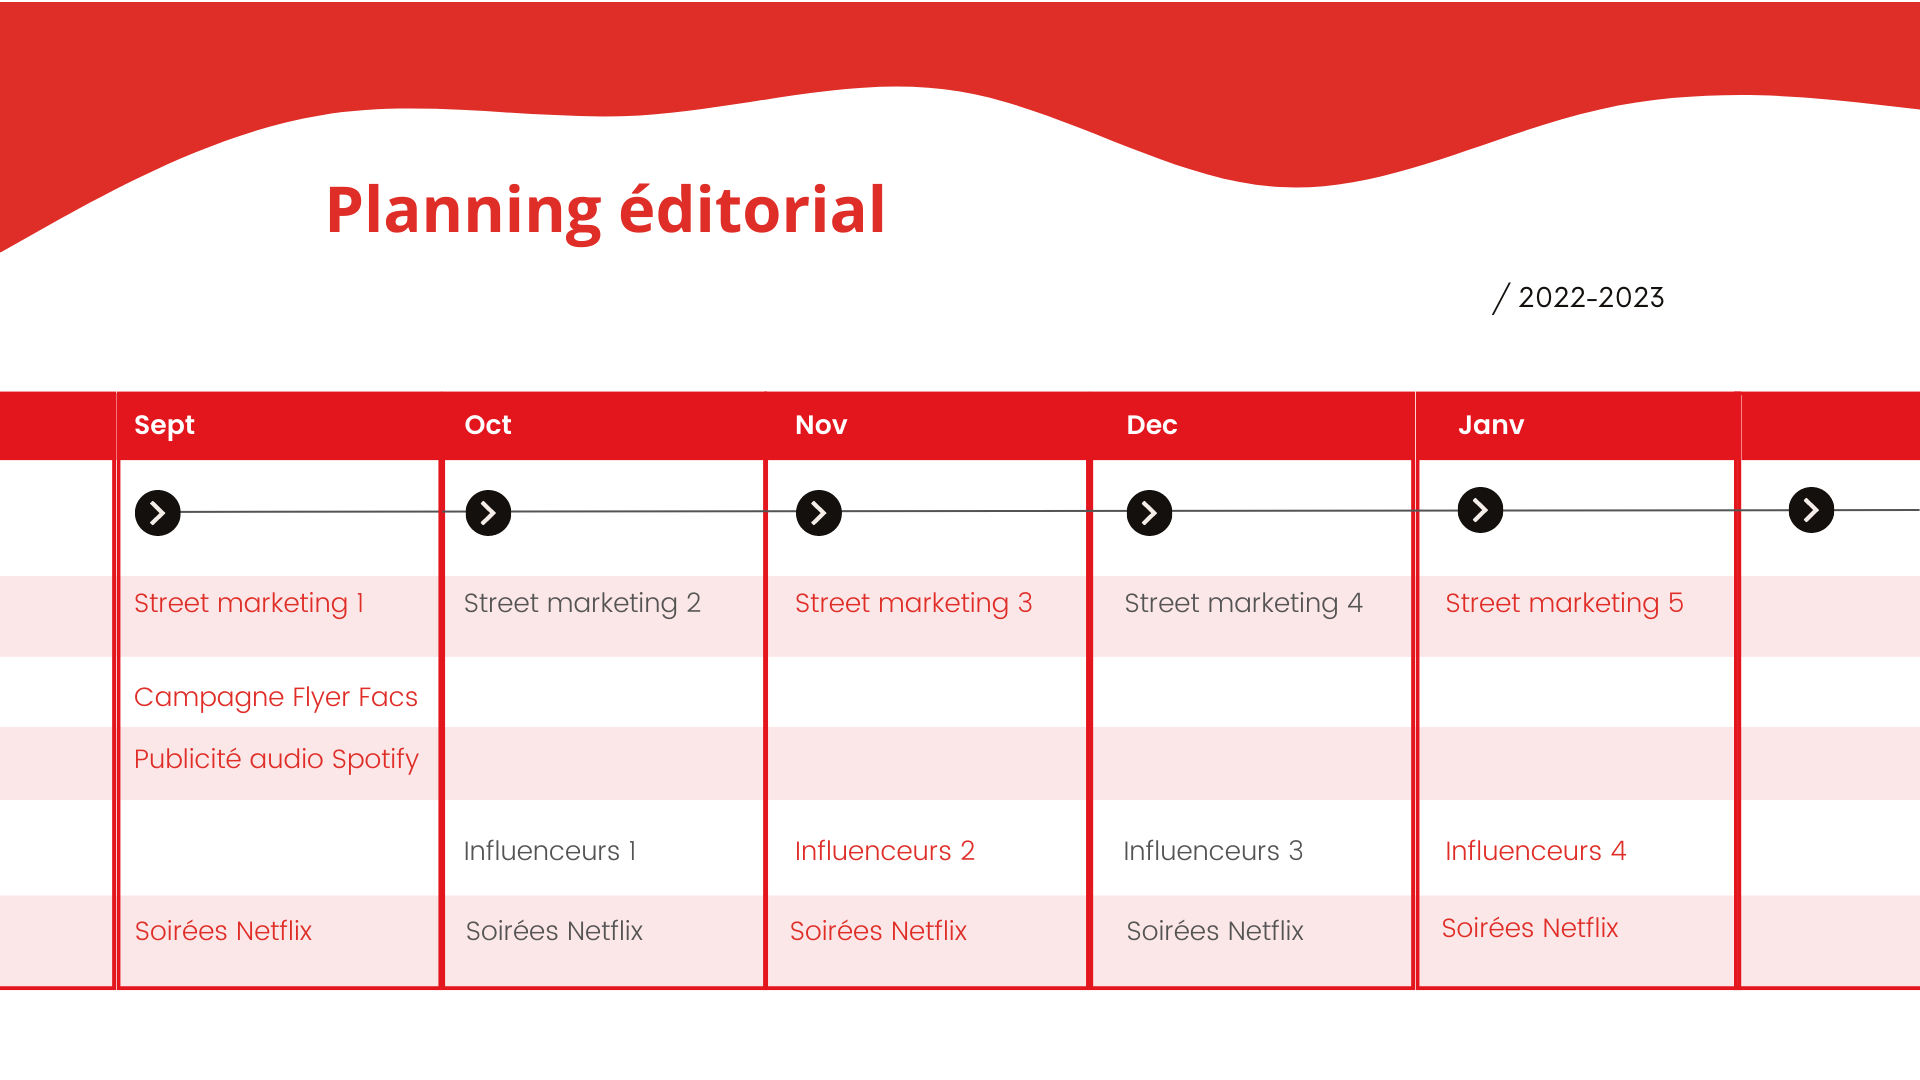 Planning éditorial
/ 2022-2023
Sept Oct Nov Dec Janv
Street marketing 1 Street marketing 2 Street marketing 3 Street marketing 4 Street marketing 5
Campagne Flyer Facs
Publicité audio Spotify
Influenceurs 1 Influenceurs 2 Influenceurs 3 Influenceurs 4
Soirées Netflix Soirées Netflix Soirées Netflix Soirées Netflix Soirées Netflix